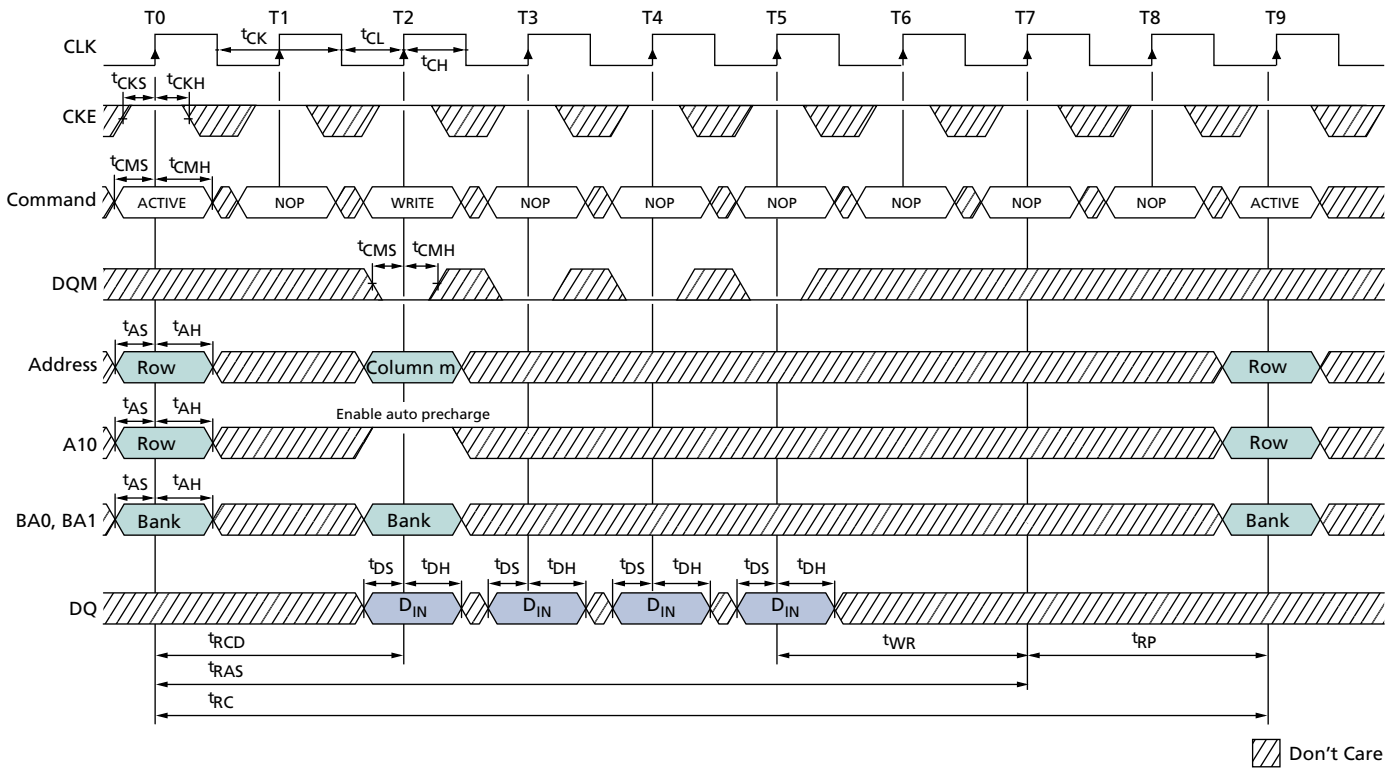 T0 T1 T2 T3 T4 T5 T6 T7 T8 T9
CLK tCK tCL tCH
tCKS tCKH
CKE
tCMS tCMH
Command ACTIVE NOP WRITE NOP NOP NOP NOP NOP NOP ACTIVE
tCMS tCMH
DQM
tAS tAH
Address Row Column m Row
tAS tAH Enable auto precharge
A10 Row Row
tAS tAH
BA0, BA1 Bank Bank Bank
tDS tDH tDS tDH tDS tDH tDS tDH
DQ DIN DIN DIN DIN
tRCD tWR tRP
tRAS
tRC
Don't Care